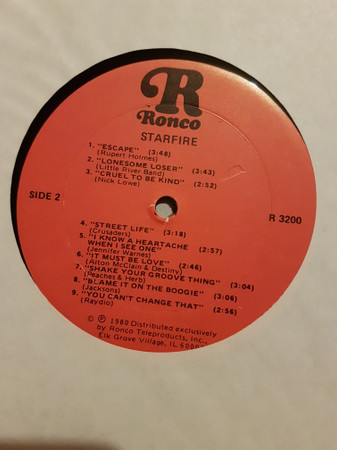 R
Ronco
STARFIRE
1. "ESCAPE" (3:48)
(Rupert Holmes)
2. "LONESOME LOSER" (3:43)
(Little River Band)
3. "CRUEL TO BE KIND" (2:52)
(Nick Lowe)
SIDE 2
R 3200
4. "STREET LIFE" (3:18)
(Crusaders)
5. "I KNOW A HEARTACHE
WHEN I SEE ONE" (2:57)
(Jennifer Warnes)
6. "IT MUST BE LOVE" (2:46)
(Alton McClain & Destiny)
7. "SHAKE YOUR GROOVE THING" (3:04)
(Peaches & Herb)
8. "BLAME IT ON THE BOOGIE" (3:06)
(Jacksons)
9. "YOU CAN'T CHANGE THAT" (2:56)
(Raydio)
© ℗ 1980 Distributed exclusively
by Ronco Teleproducts, Inc.,
Elk Grove Village, IL